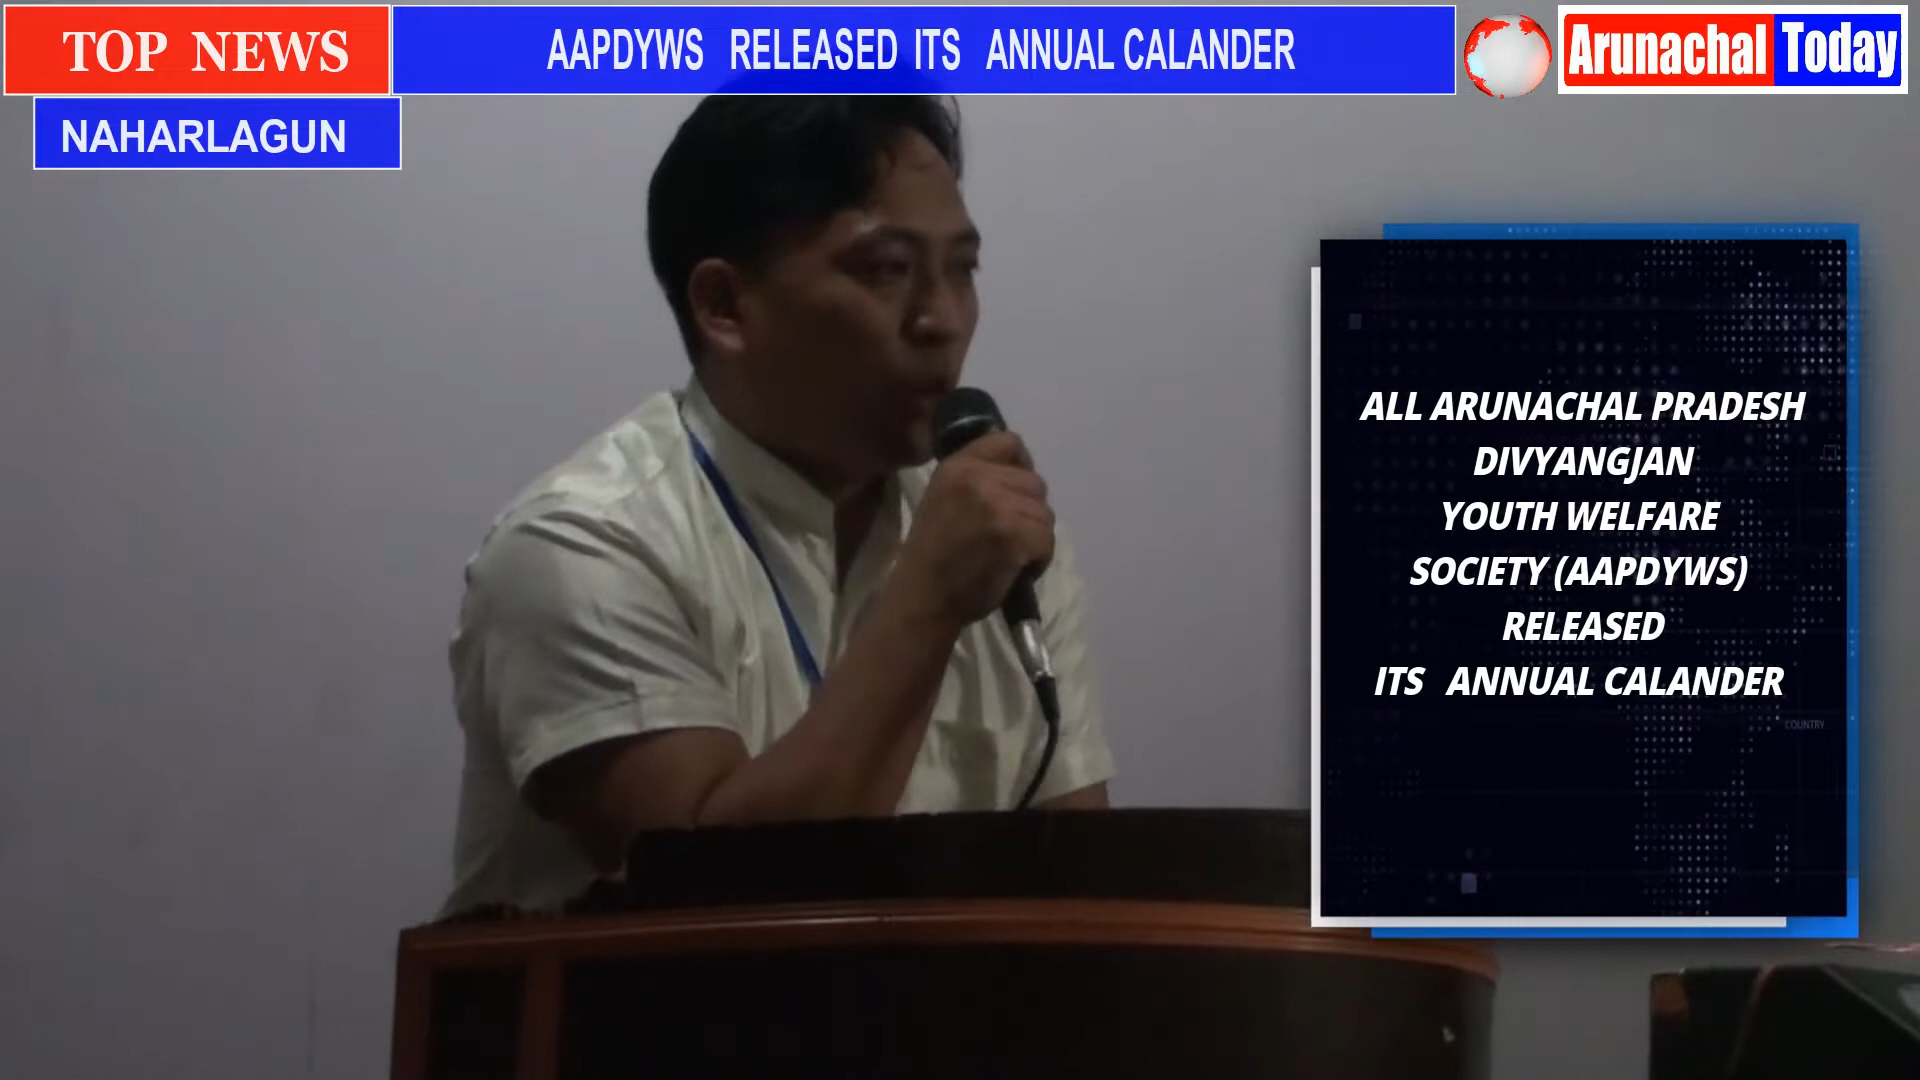 TOP NEWS
AAPDYWS RELEASED ITS ANNUAL CALANDER
Arunachal Today
NAHARLAGUN
ALL ARUNACHAL PRADESH
DIVYANGJAN
YOUTH WELFARE
SOCIETY (AAPDYWS)
RELEASED
ITS ANNUAL CALANDER
COUNTRY